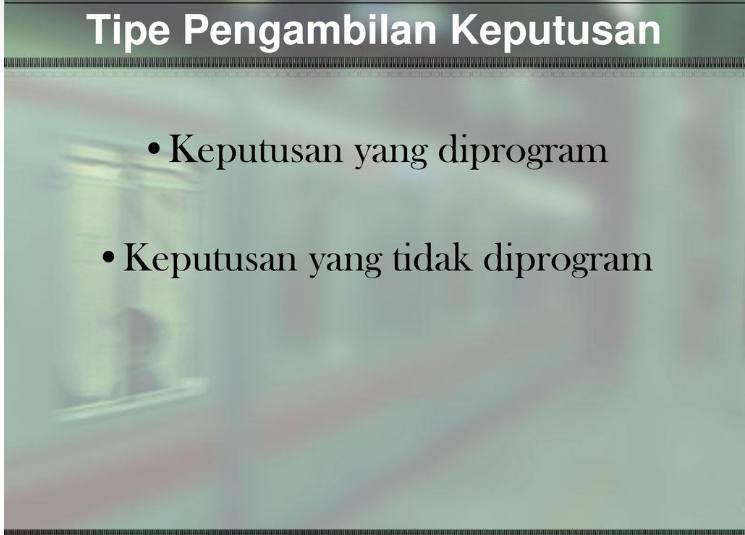 Tipe Pengambilan Keputusan
• Keputusan yang diprogram
• Keputusan yang tidak diprogram